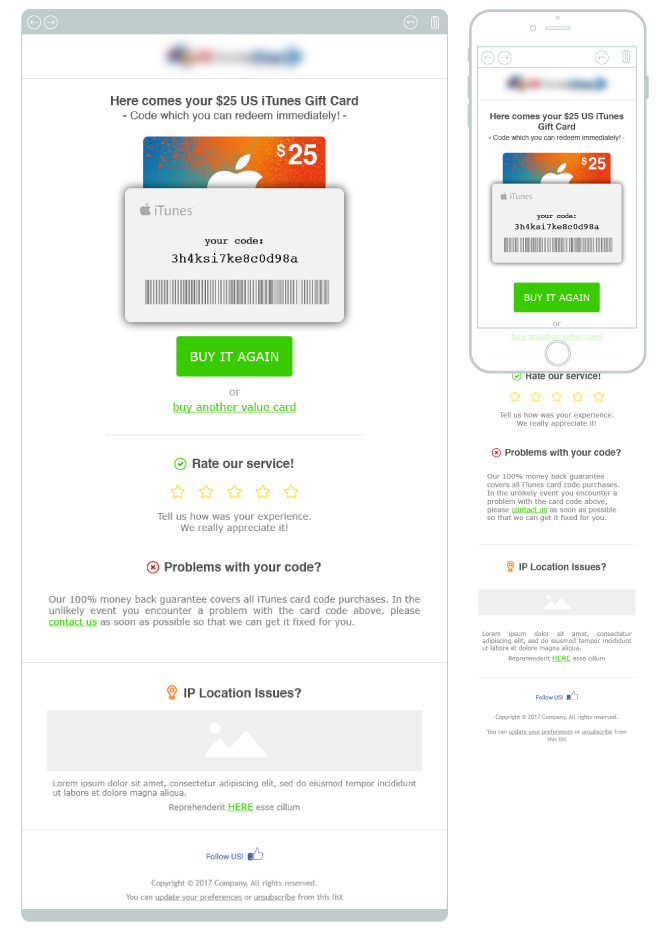 Here comes your $25 US iTunes Gift Card
- Code which you can redeem immediately! -
$25
iTunes
your code:
3h4ksi7ke8c0d98a
BUY IT AGAIN
or
buy another value card
Rate our service!
Tell us how was your experience.
We really appreciate it!
Problems with your code?
Our 100% money back guarantee covers all iTunes card code purchases. In the
unlikely event you encounter a problem with the card code above, please
contact us as soon as possible so that we can get it fixed for you.
IP Location Issues?
Lorem ipsum dolor sit amet, consectetur adipiscing elit, sed do eiusmod tempor incididunt
ut labore et dolore magna aliqua.
Reprehenderit HERE esse cillum
Follow US!
Copyright © 2017 Company, All rights reserved.
You can update your preferences or unsubscribe from this list
Here comes your $25 US iTunes
Gift Card
- Code which you can redeem immediately! -
$25
iTunes
your code:
3h4ksi7ke8c0d98a
BUY IT AGAIN
or
buy another value card
Rate our service!
Tell us how was your experience.
We really appreciate it!
Problems with your code?
Our 100% money back guarantee
covers all iTunes card code purchases.
In the unlikely event you encounter a
problem with the card code above,
please contact us as soon as possible
so that we can get it fixed for you.
IP Location Issues?
Lorem ipsum dolor sit amet, consectetur
adipiscing elit, sed do eiusmod tempor incididunt
ut labore et dolore magna aliqua.
Reprehenderit HERE esse cillum
Follow US!
Copyright © 2017 Company, All rights reserved.
You can update your preferences or unsubscribe from
this list